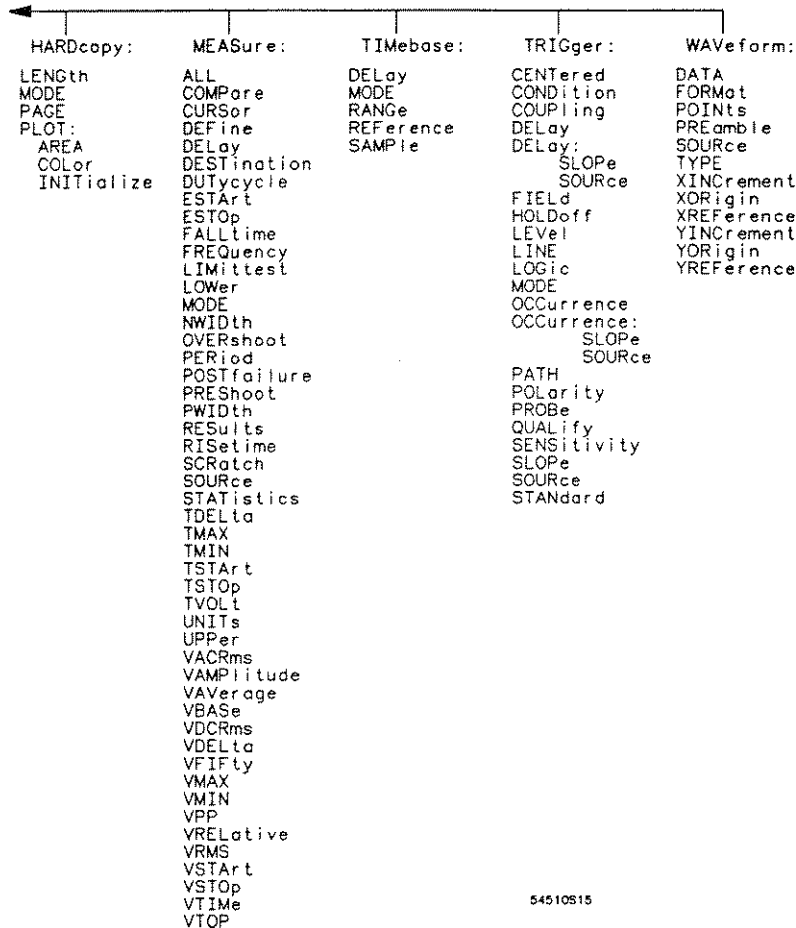 HARDcopy:
LENGth
MODE
PAGE
PLOT:
AREA
COLor
INITialize
MEASure:
ALL
COMPare
CURSor
DEFine
DELay
DESTination
DUTycycle
ESTArt
ESTOp
FALLtime
FREQuency
LIMittest
LOWer
MODE
NWIDth
OVERshoot
PERiod
POSTfailure
PREShoot
PWIDth
RESults
RISetime
SCRatch
SOURce
STATistics
TDELta
TMAX
TMIN
TSTArt
TSTOp
TVOLt
UNITs
UPPer
VACRms
VAMPlitude
VAVerage
VBASe
VDCRms
VDELta
VFIFty
VMAX
VMIN
VPP
VRELative
VRMS
VSTArt
VSTOp
VTIMe
VTOP
TIMebase:
DELay
MODE
RANGe
REFerence
SAMPle
TRIGger:
CENTered
CONDition
COUPling
DELay
DELay:
SLOPe
SOURce
FIELd
HOLDoff
LEVel
LINE
LOGic
MODE
OCCurrence
OCCurrence:
SLOPe
SOURce
PATH
POLarity
PROBe
QUALify
SENSitivity
SLOPe
SOURce
STANdard
WAVeform:
DATA
FORMat
POINts
PREamble
SOURce
TYPE
XINCrement
XORigin
XREFerence
YINCrement
YORigin
YREFerence
54510S15